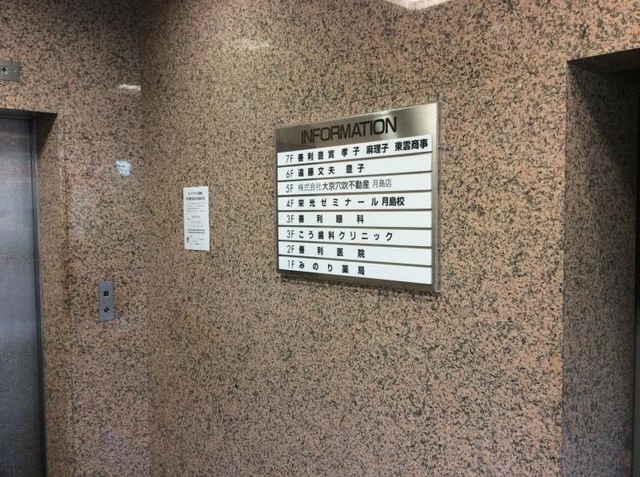 INFORMATION
7F 善利豊實 孝子 麻理子 東雲商事
6F 遠藤文夫 豊子
5F 株式会社大京穴吹不動産 月島店
4F 栄光ゼミナール月島校
3F 善利眼科
3F こう歯科クリニック
2F 善利医院
1F みのり薬局